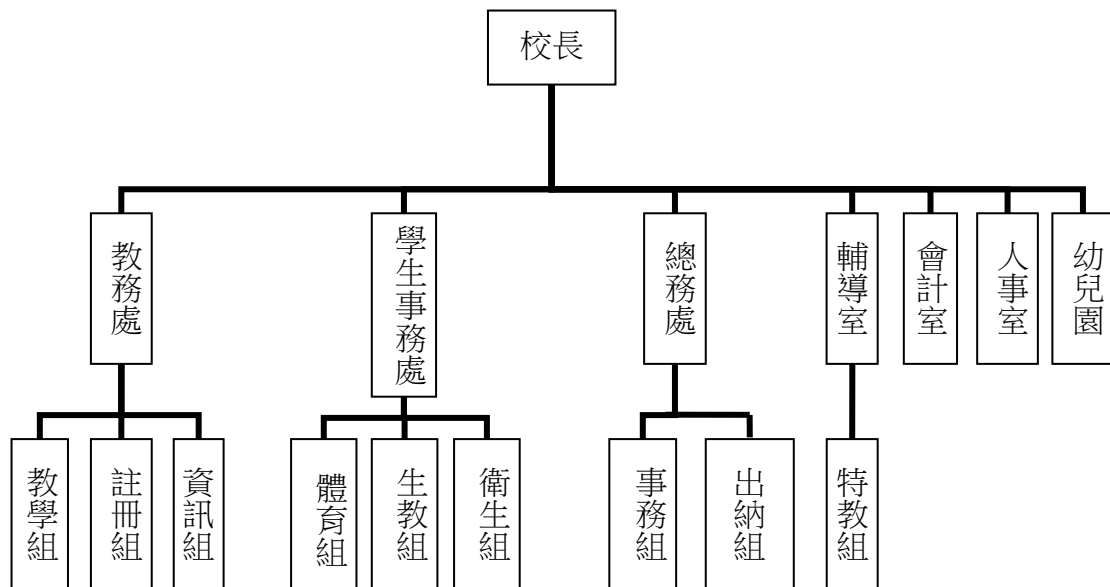 校長
教務處
學生事務處
總務處
輔導室
會計室
人事室
幼兒園
教學組
註冊組
資訊組
體育組
生教組
衛生組
事務組
出納組
特教組